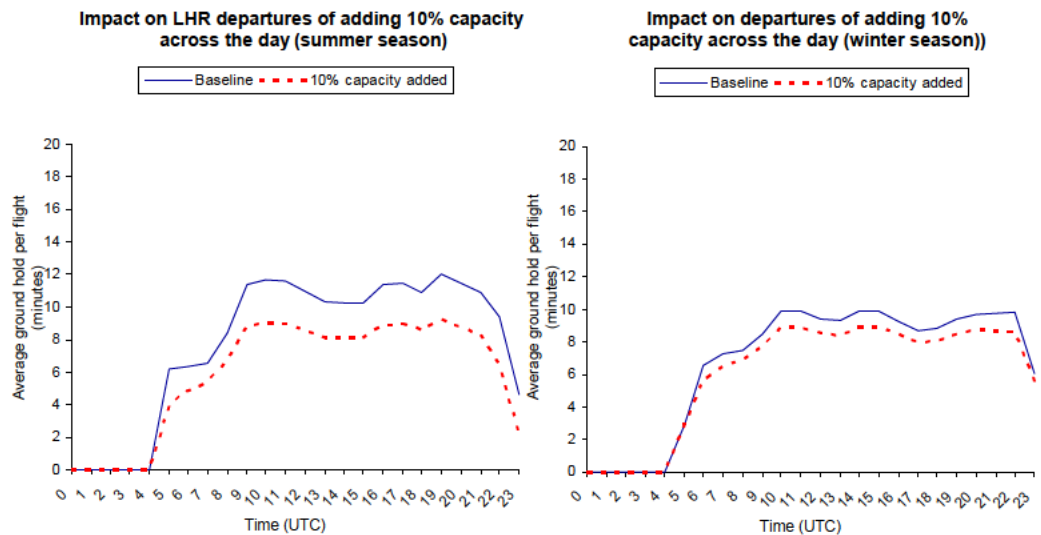 Impact on LHR departures of adding 10% capacity
across the day (summer season)
Baseline 10% capacity added
20
18
16
14
12
10
8
6
4
2
0
Average ground hold per flight
(minutes)
0 1 2 3 4 5 6 7 8 9 10 11 12 13 14 15 16 17 18 19 20 21 22 23
Time (UTC)
Impact on departures of adding 10%
capacity across the day (winter season))
Baseline 10% capacity added
20
18
16
14
12
10
8
6
4
2
0
Average ground hold per flight
(minutes)
0 1 2 3 4 5 6 7 8 9 10 11 12 13 14 15 16 17 18 19 20 21 22 23
Time (UTC)